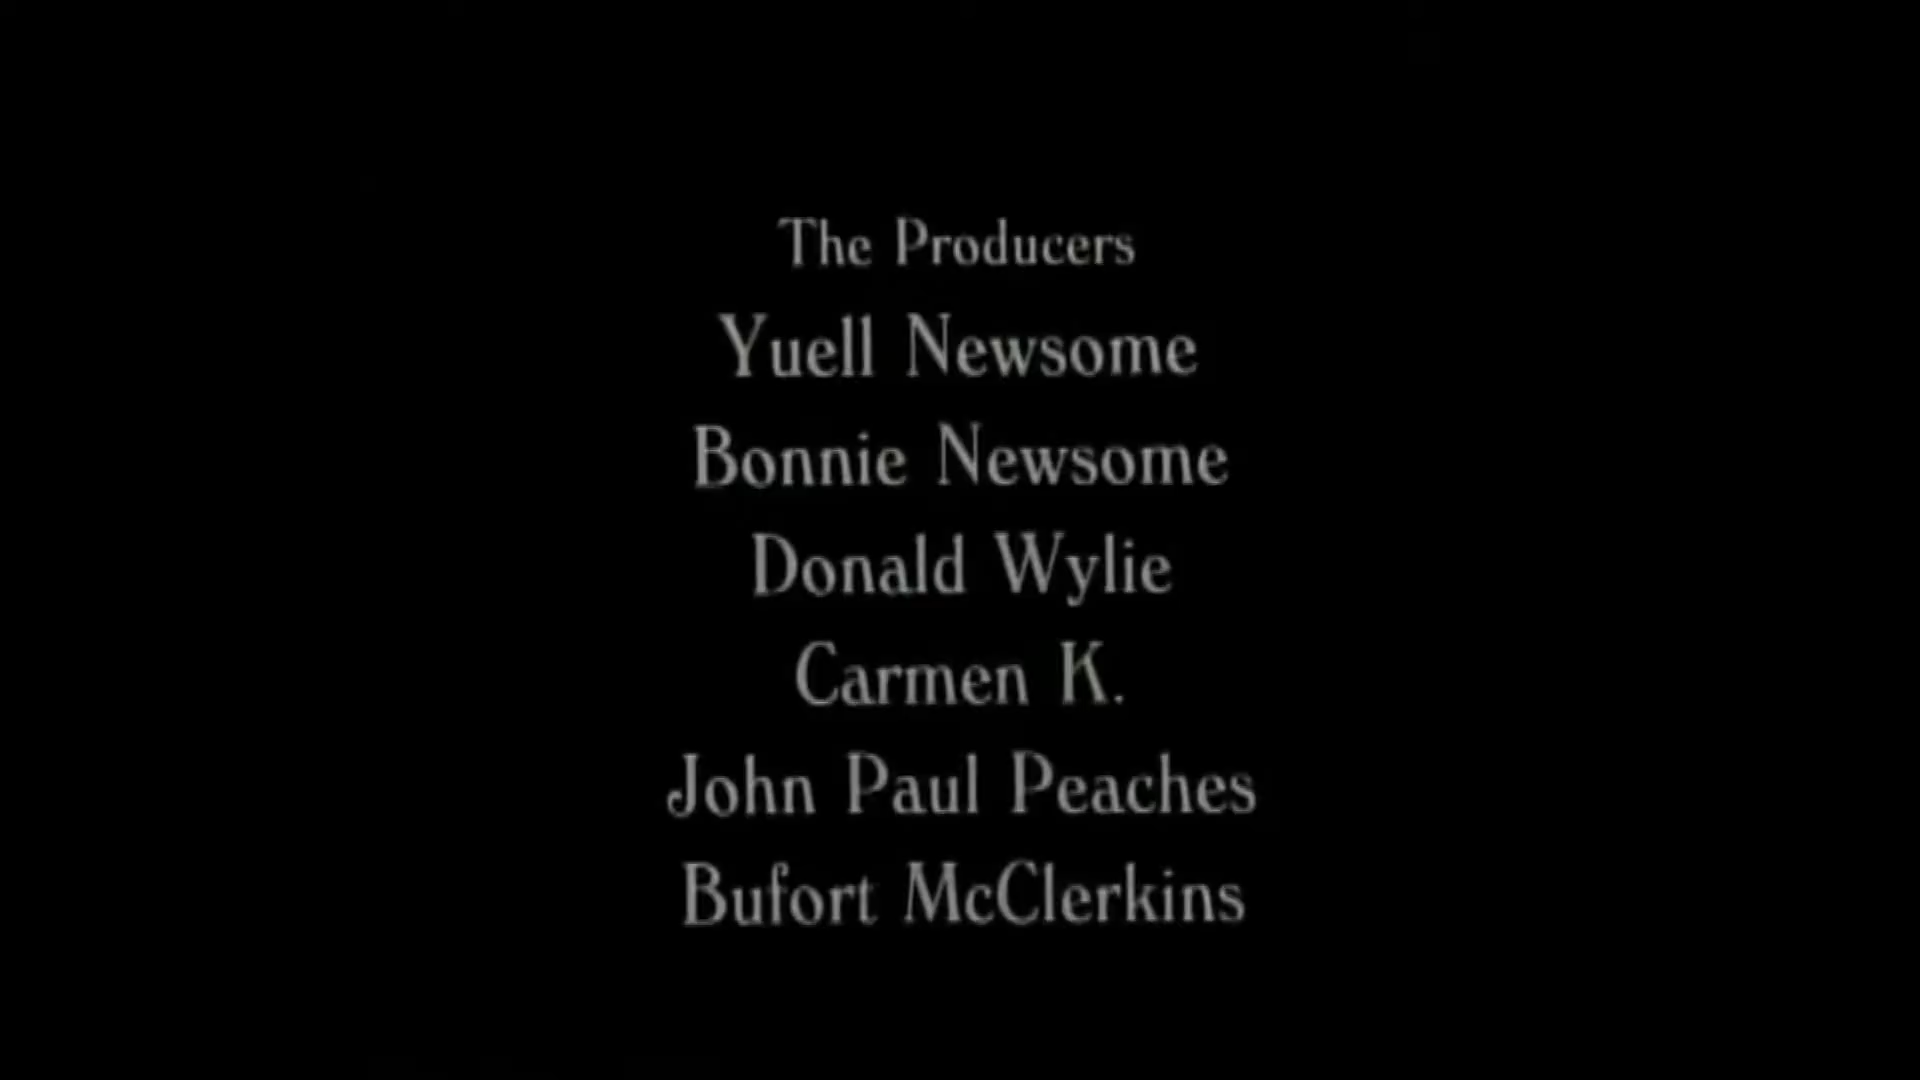 The Producers
Yuell Newsome
Bonnie Newsome
Donald Wylie
Carmen K.
John Paul Peaches
Bufort McClerkins